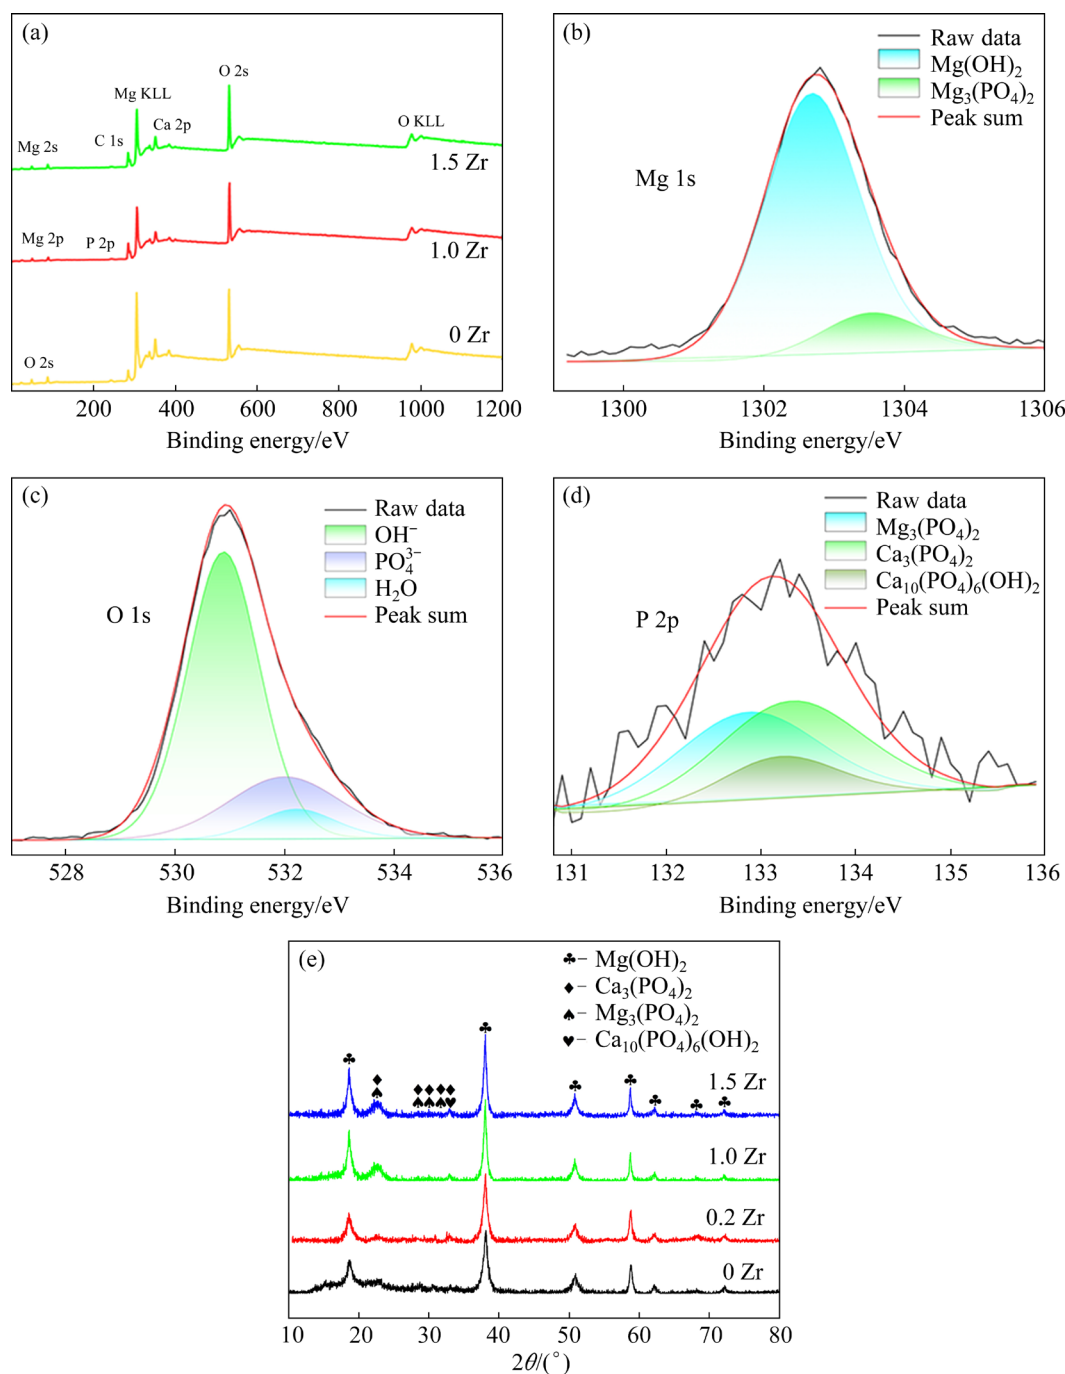 (a)
O 2s
Mg KLL
Ca 2p
C 1s
Mg 2s
O KLL
1.5 Zr
Mg 2p
P 2p
1.0 Zr
0 Zr
O 2s
200 400 600 800 1000 1200
Binding energy/eV
(b)
Raw data
Mg(OH)₂
Mg₃(PO₄)₂
Peak sum
Mg 1s
1300 1302 1304 1306
Binding energy/eV
(c)
Raw data
OH⁻
PO₄³⁻
H₂O
Peak sum
O 1s
528 530 532 534 536
Binding energy/eV
(d)
Raw data
Mg₃(PO₄)₂
Ca₃(PO₄)₂
Ca₁₀(PO₄)₆(OH)₂
Peak sum
P 2p
131 132 133 134 135 136
Binding energy/eV
(e)
♣– Mg(OH)₂
♦– Ca₃(PO₄)₂
♠– Mg₃(PO₄)₂
♥– Ca₁₀(PO₄)₆(OH)₂
1.5 Zr
1.0 Zr
0.2 Zr
0 Zr
10 20 30 40 50 60 70 80
2θ/(°)